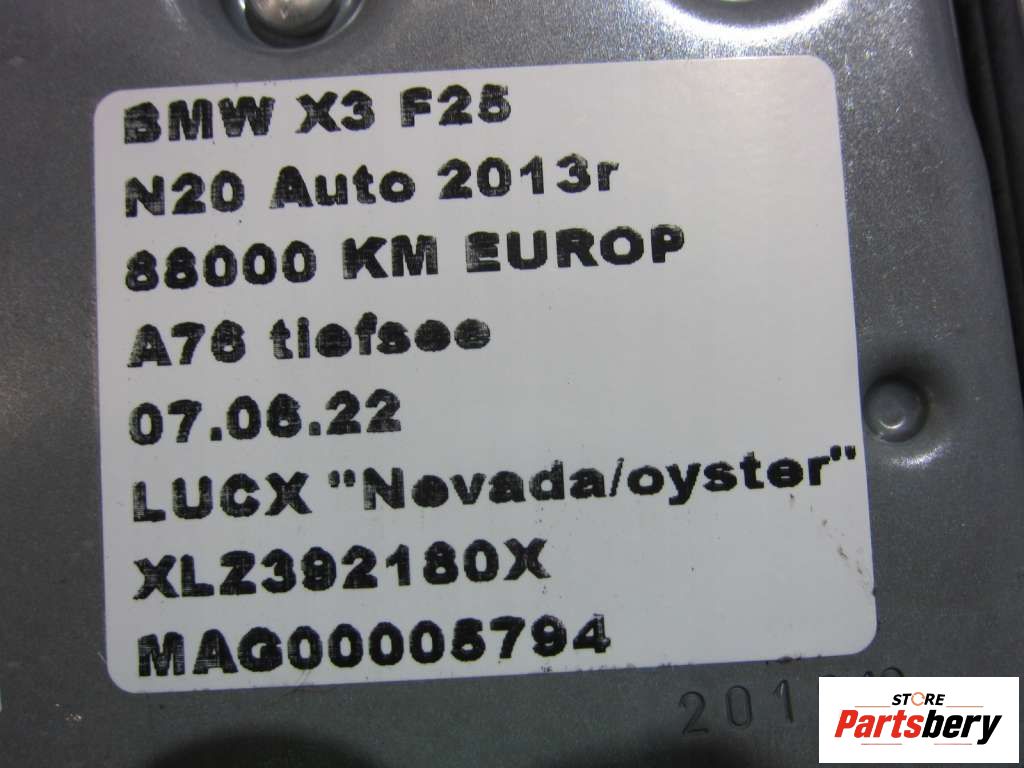 BMW X3 F25
N20 Auto 2013r
88000 KM EUROP
A76 tiefsee
07.06.22
LUCX "Nevada/oyster"
XLZ392180X
MAG00005794
201
STORE
Partsbery